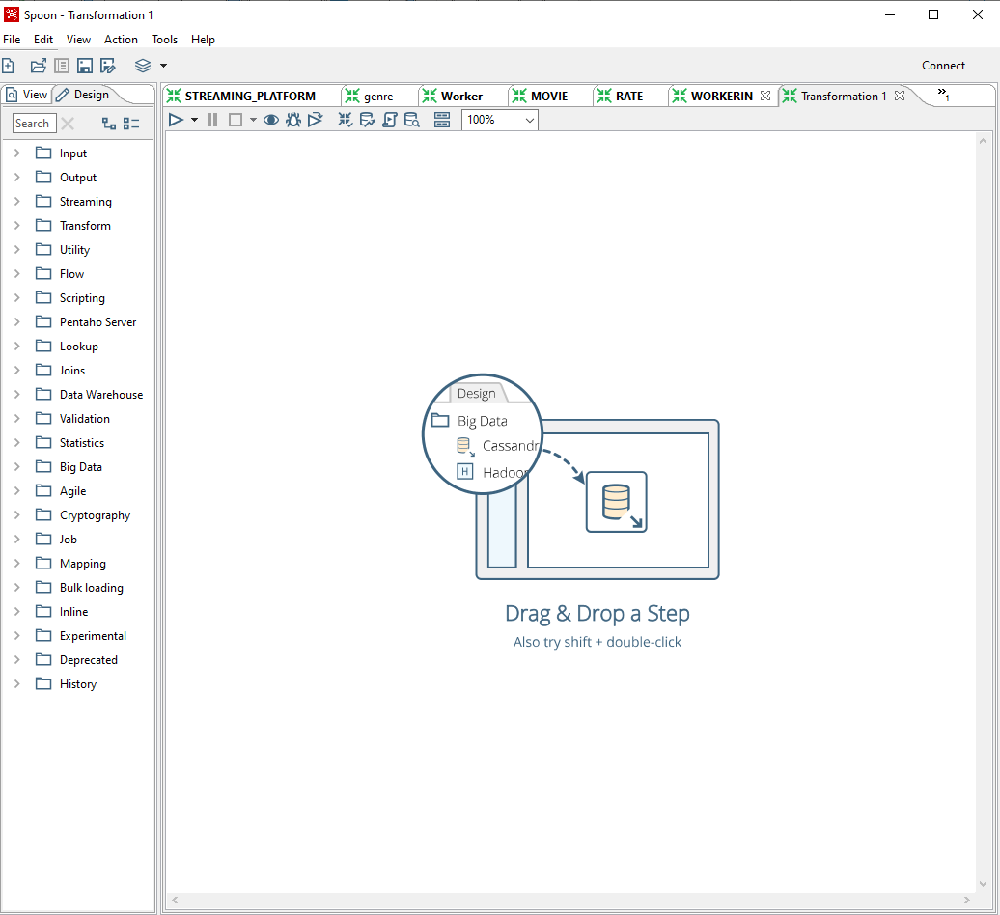 Spoon - Transformation 1
File Edit View Action Tools Help
Connect
View Design
STREAMING_PLATFORM genre Worker MOVIE RATE WORKERIN Transformation 1 »1
Search
100%
Input
Output
Streaming
Transform
Utility
Flow
Scripting
Pentaho Server
Lookup
Joins
Data Warehouse
Validation
Statistics
Big Data
Agile
Cryptography
Job
Mapping
Bulk loading
Inline
Experimental
Deprecated
History
Design
Big Data
Cassandr
H Hadoop
Drag & Drop a Step
Also try shift + double-click